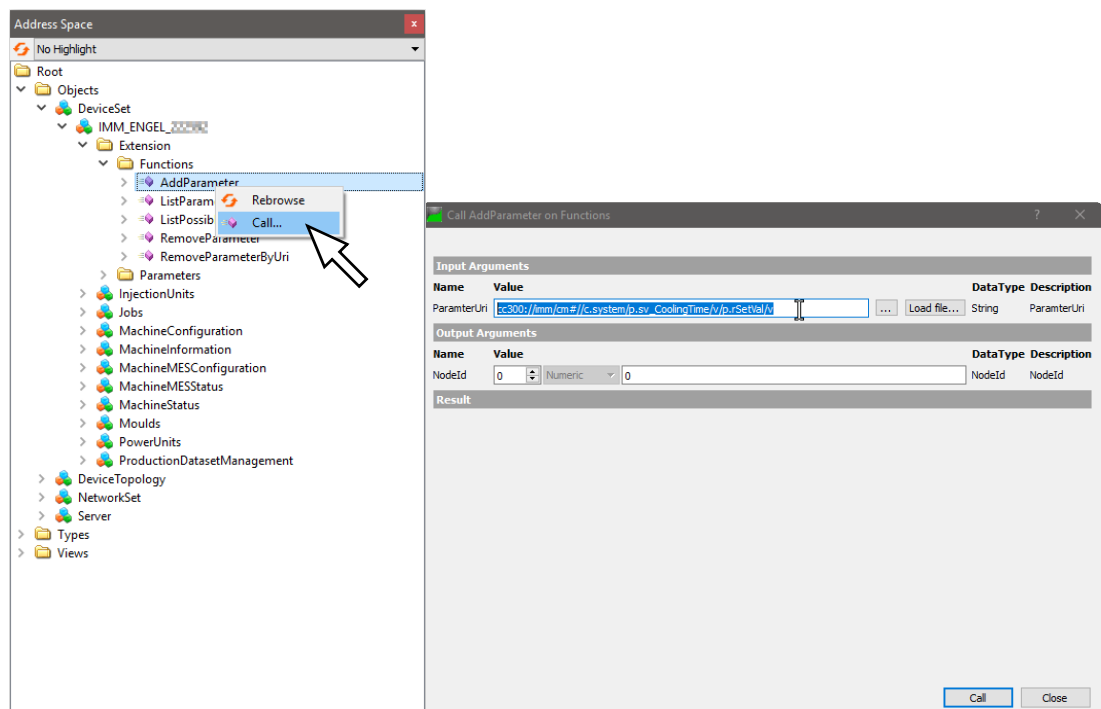 Address Space
x
No Highlight
Root
Objects
DeviceSet
IMM_ENGEL_
Extension
Functions
AddParameter
ListParam
ListPossib
RemoveParameter
RemoveParameterByUri
Rebrowse
Call...
Parameters
InjectionUnits
Jobs
MachineConfiguration
MachineInformation
MachineMESConfiguration
MachineMESStatus
MachineStatus
Moulds
PowerUnits
ProductionDatasetManagement
DeviceTopology
NetworkSet
Server
Types
Views
Call AddParameter on Functions
? ×
Input Arguments
Name Value DataType Description
ParamterUri cc300://imm/cm#//c.system/p.sv_CoolingTime/v/p.rSetVal/v ... Load file... String ParamterUri
Output Arguments
Name Value DataType Description
NodeId 0 Numeric 0 NodeId NodeId
Result
Call Close